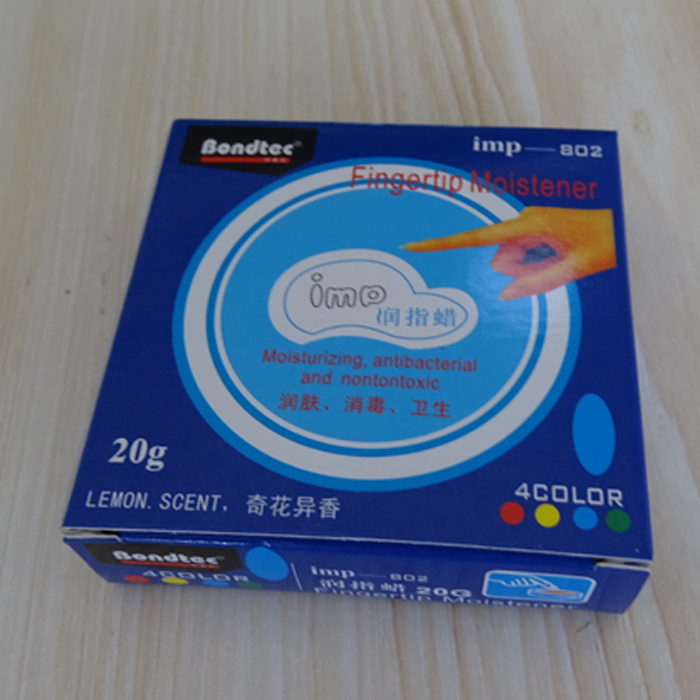 Bondtec®
imp—802
Fingertip Moistener
imp
润指蜡
Moisturizing, antibacterial
and nontontoxic
润肤、消毒、卫生
20g
LEMON. SCENT, 奇花异香
4COLOR
Bondtec®
4COLOR
imp—802
润指蜡 20G
Fingertip Moistener